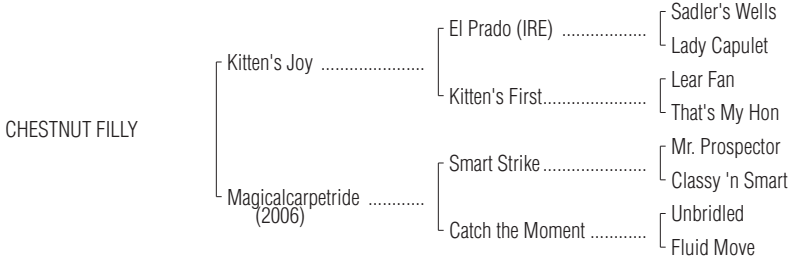 Sadler's Wells
El Prado (IRE) ..................
Lady Capulet
Kitten's Joy ......................
Lear Fan
Kitten's First......................
That's My Hon
CHESTNUT FILLY
Mr. Prospector
Smart Strike......................
Classy 'n Smart
Magicalcarpetride ............
(2006)
Unbridled
Catch the Moment ............
Fluid Move